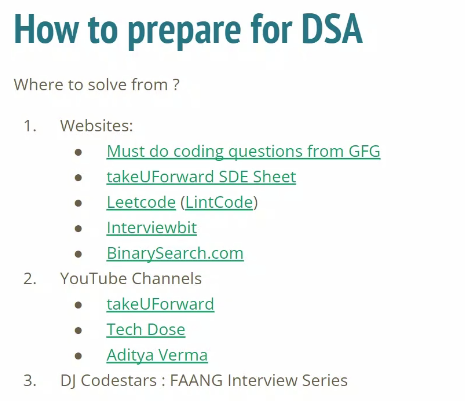 How to prepare for DSA
Where to solve from ?
1. Websites:
● Must do coding questions from GFG
● takeUForward SDE Sheet
● Leetcode (LintCode)
● Interviewbit
● BinarySearch.com
2. YouTube Channels
● takeUForward
● Tech Dose
● Aditya Verma
3. DJ Codestars : FAANG Interview Series